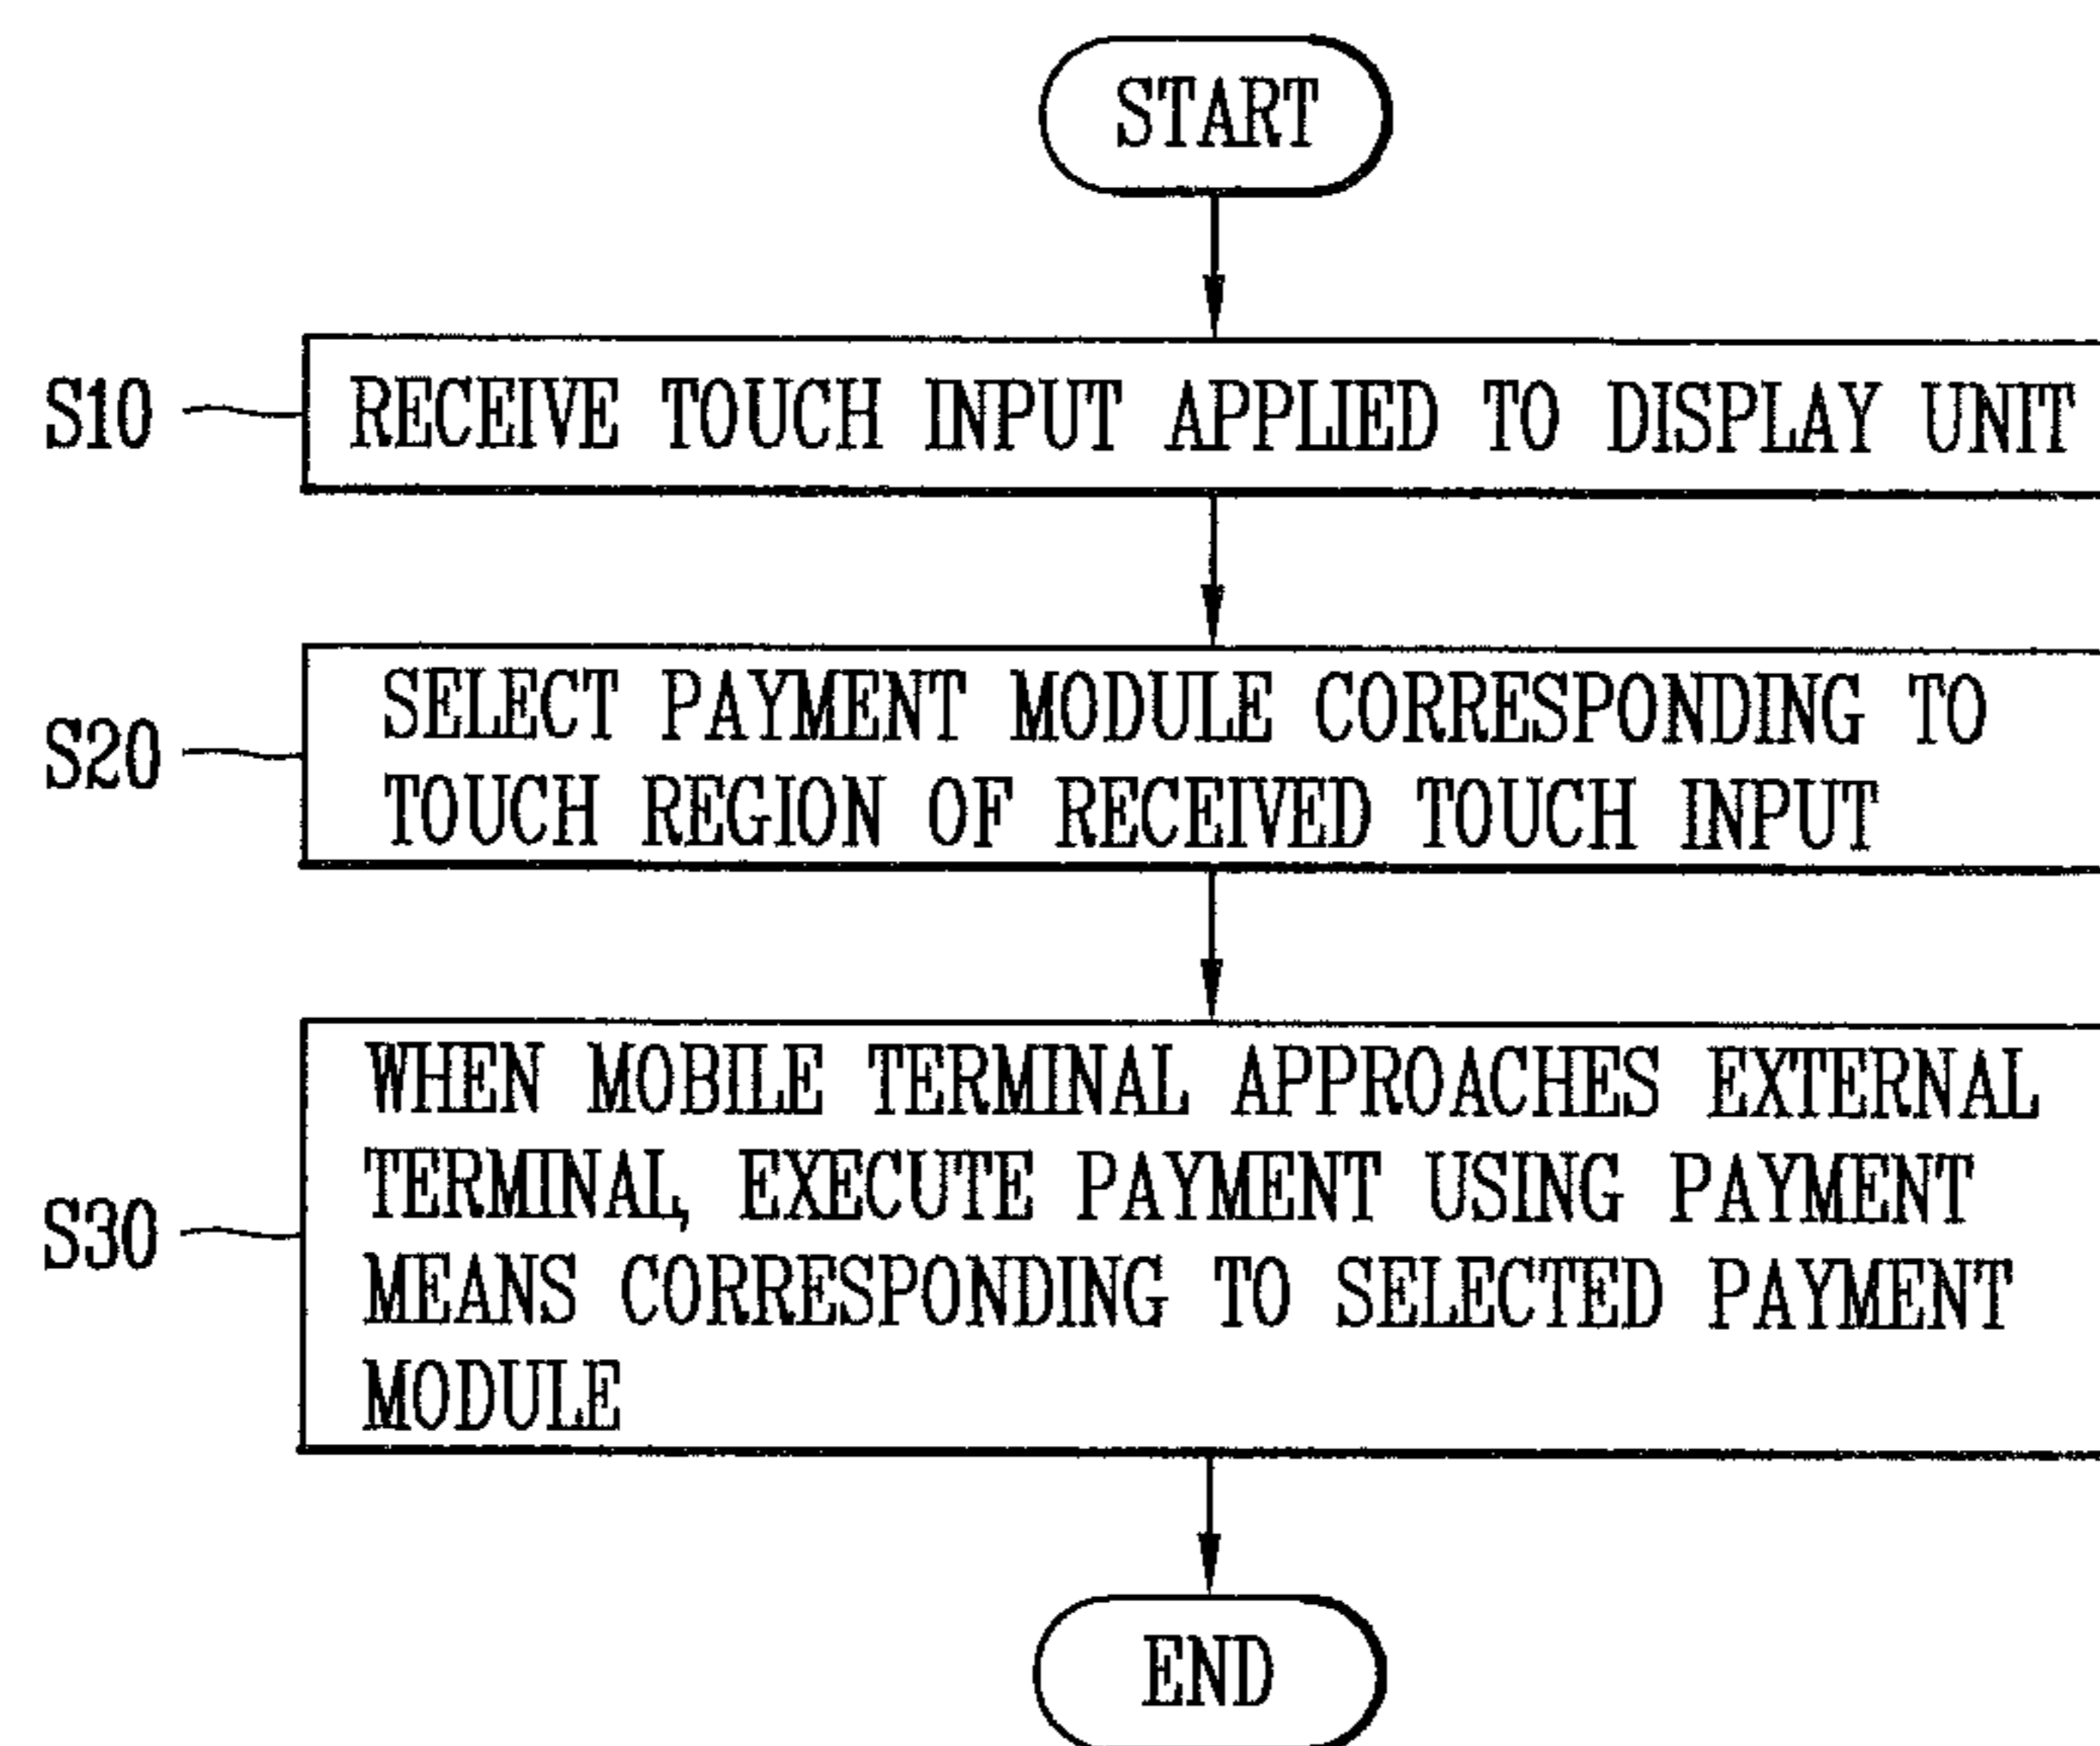 START
S10
RECEIVE TOUCH INPUT APPLIED TO DISPLAY UNIT
S20
SELECT PAYMENT MODULE CORRESPONDING TO
TOUCH REGION OF RECEIVED TOUCH INPUT
S30
WHEN MOBILE TERMINAL APPROACHES EXTERNAL
TERMINAL, EXECUTE PAYMENT USING PAYMENT
MEANS CORRESPONDING TO SELECTED PAYMENT
MODULE
END